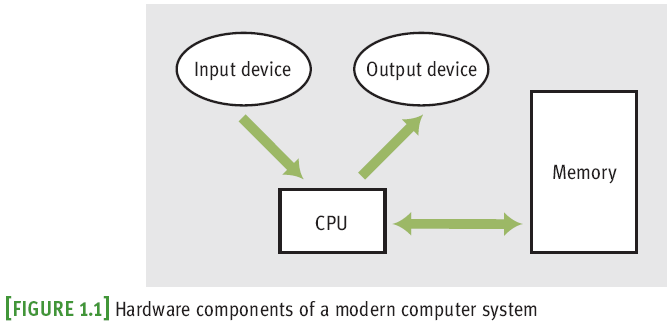 Input device
Output device
Memory
CPU
[FIGURE 1.1] Hardware components of a modern computer system